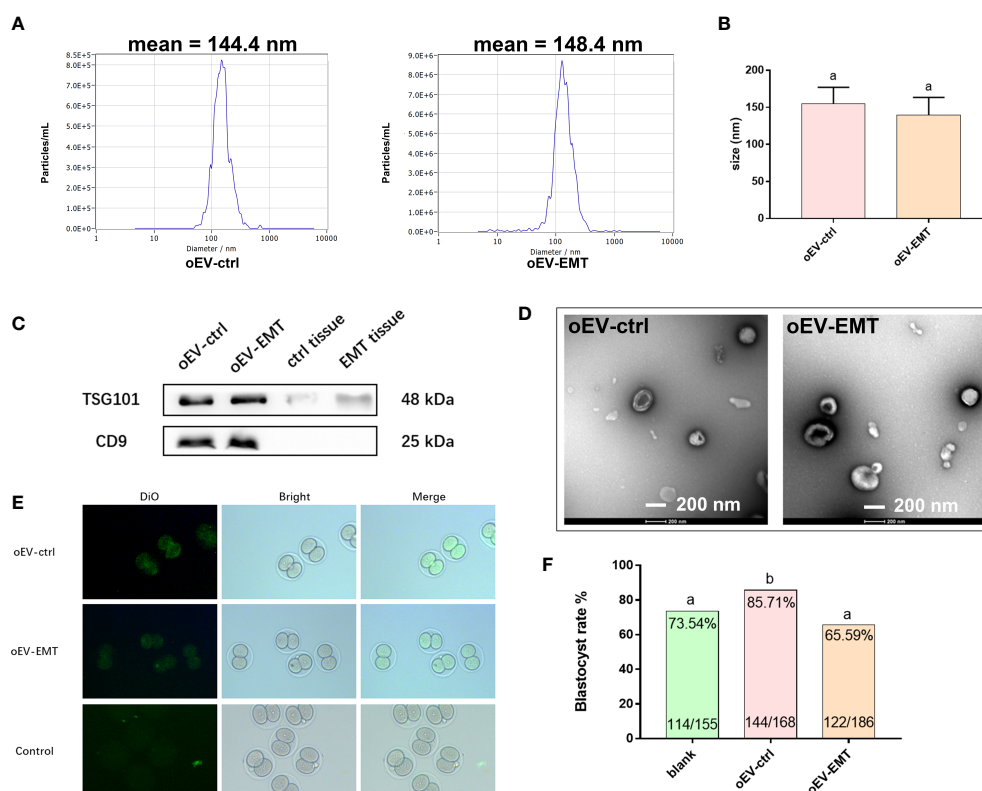 A
mean = 144.4 nm
8.5E+5
7.0E+5
6.0E+5
5.0E+5
4.0E+5
3.0E+5
2.0E+5
1.0E+5
0.0E+0
Particles/mL
1 10 100 1000 10000
Diameter / nm
oEV-ctrl
mean = 148.4 nm
9.0E+6
8.0E+6
7.0E+6
6.0E+6
5.0E+6
4.0E+6
3.0E+6
2.0E+6
1.0E+6
0.0E+0
Particles/mL
1 10 100 1000 10000
Diameter / nm
oEV-EMT
B
200
150
100
50
0
size (nm)
a a
oEV-ctrl oEV-EMT
C
oEV-ctrl oEV-EMT ctrl tissue EMT tissue
TSG101 48 kDa
CD9 25 kDa
D
oEV-ctrl oEV-EMT
200 nm 200 nm
200 nm 200 nm
E
DiO Bright Merge
oEV-ctrl
oEV-EMT
Control
F
Blastocyst rate %
100
80
60
40
20
0
a b a
73.54% 85.71% 65.59%
114/155 144/168 122/186
blank oEV-ctrl oEV-EMT